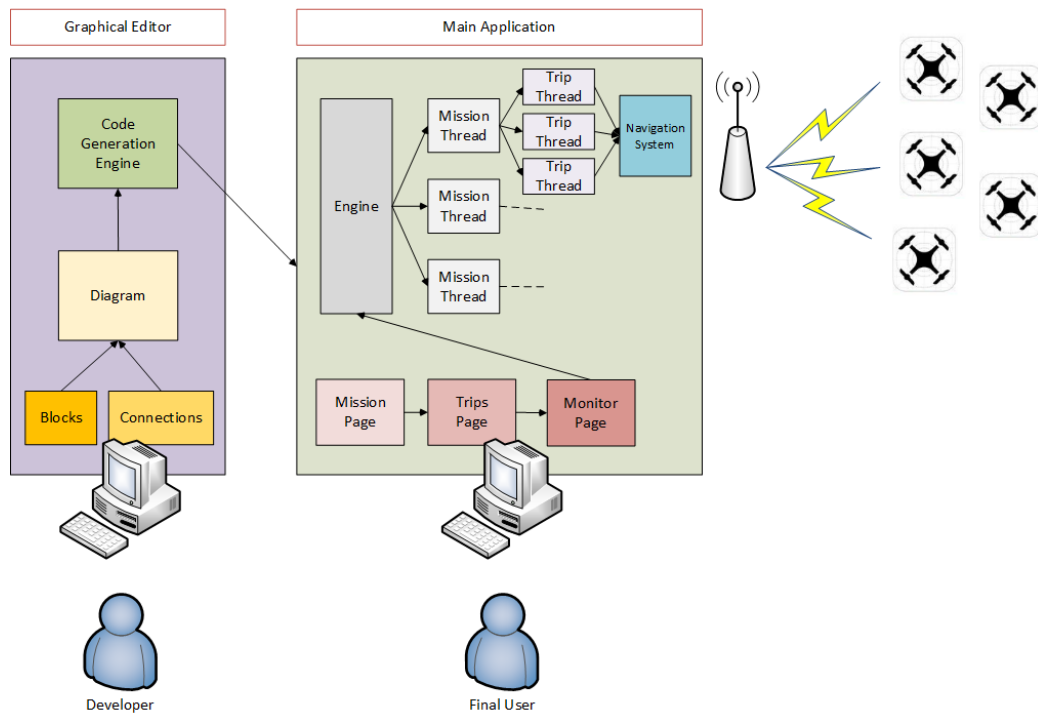 Graphical Editor
Main Application
Code
Generation
Engine
Diagram
Blocks
Connections
Engine
Mission
Thread
Mission
Thread
Mission
Thread
Trip
Thread
Trip
Thread
Trip
Thread
Navigation
System
Mission
Page
Trips
Page
Monitor
Page
Developer
Final User